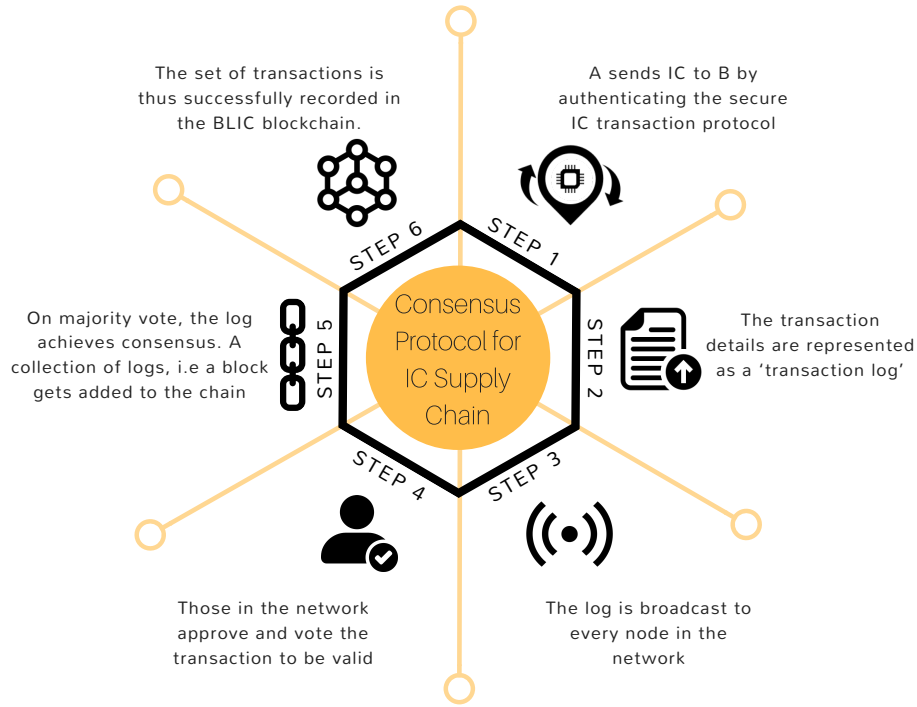 Consensus
Protocol for
IC Supply
Chain
STEP 1
A sends IC to B by
authenticating the secure
IC transaction protocol
STEP 2
The transaction
details are represented
as a ‘transaction log’
STEP 3
The log is broadcast to
every node in the
network
STEP 4
Those in the network
approve and vote the
transaction to be valid
STEP 5
On majority vote, the log
achieves consensus. A
collection of logs, i.e a block
gets added to the chain
STEP 6
The set of transactions is
thus successfully recorded in
the BLIC blockchain.